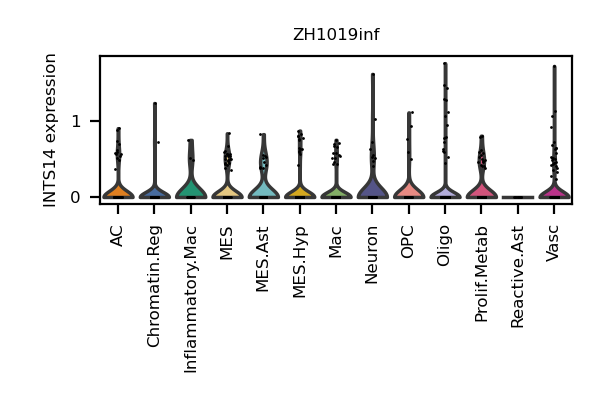 ZH1019inf
INTS14 expression
1
0
AC
Chromatin.Reg
Inflammatory.Mac
MES
MES.Ast
MES.Hyp
Mac
Neuron
OPC
Oligo
Prolif.Metab
Reactive.Ast
Vasc